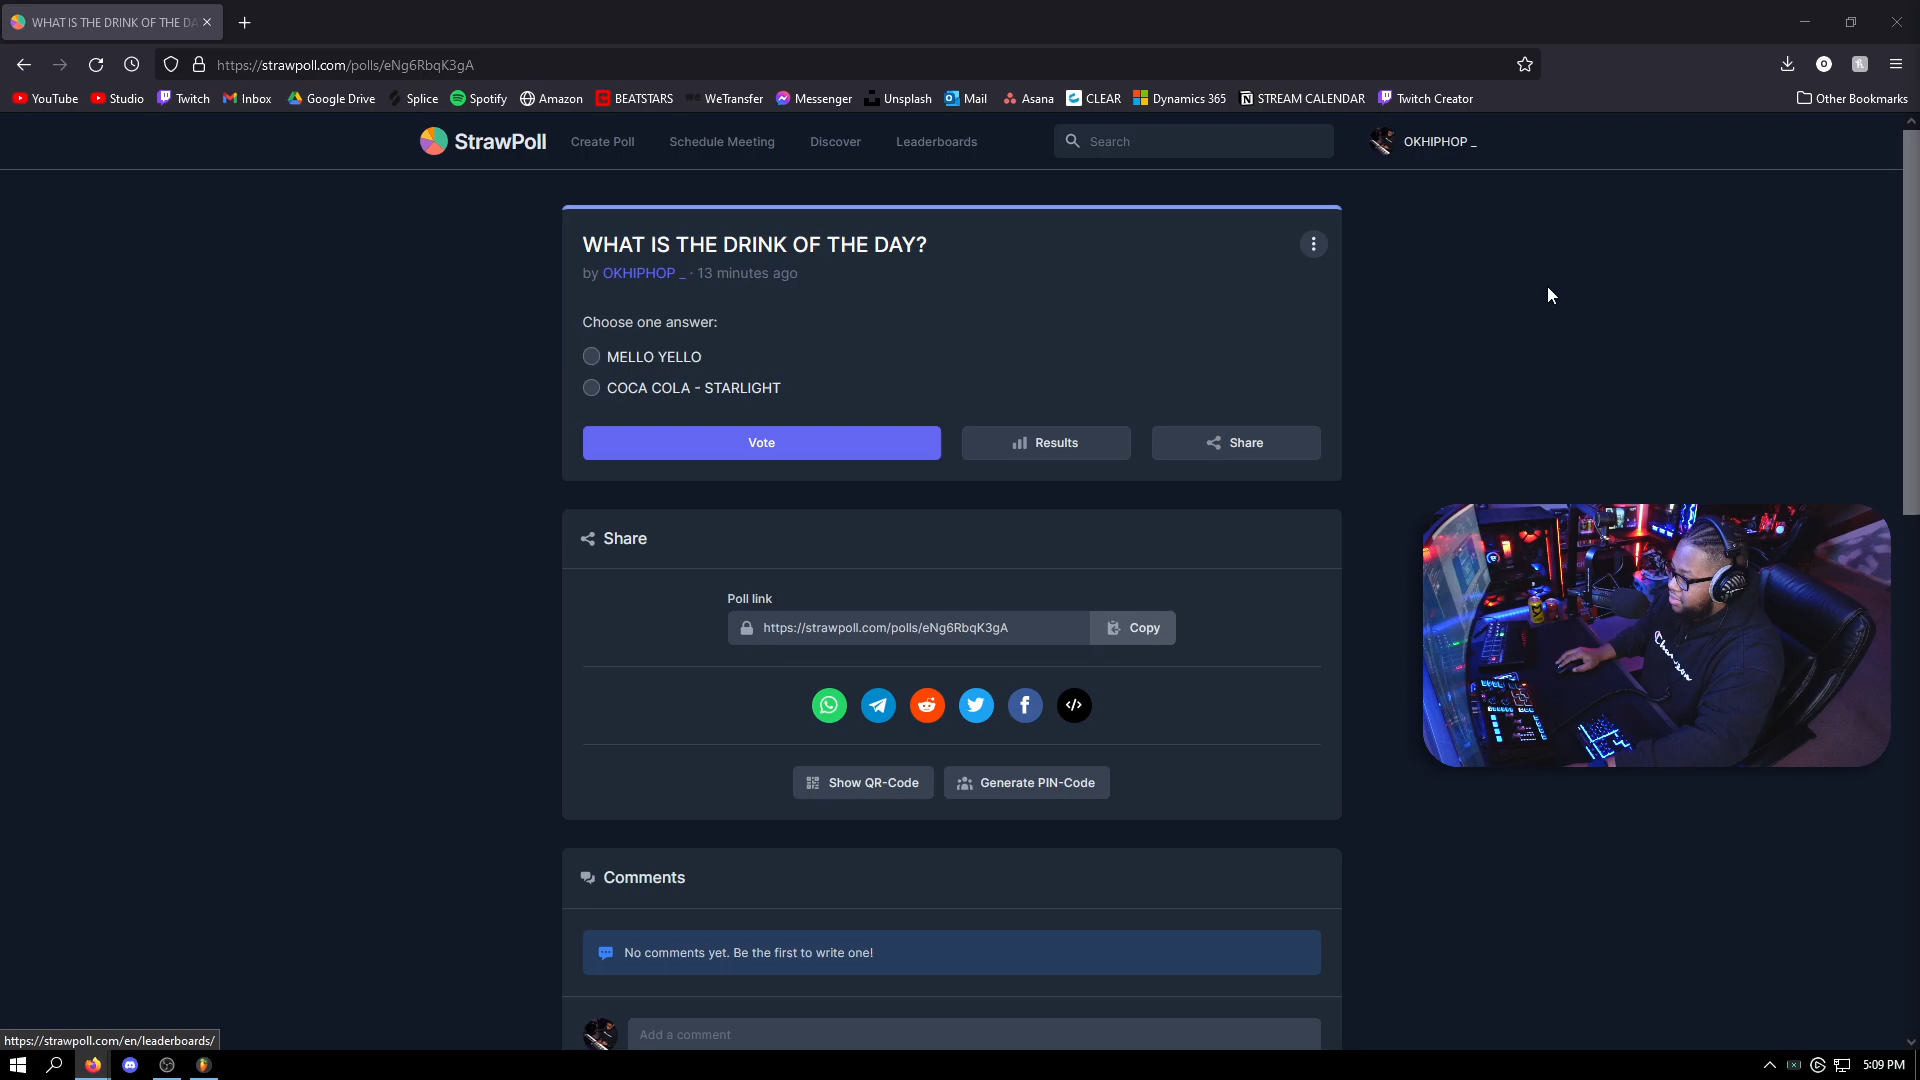 WHAT IS THE DRINK OF THE DA
https://strawpoll.com/polls/eNg6RbqK3gA
YouTube Studio Twitch Inbox Google Drive Splice Spotify Amazon BEATSTARS WeTransfer Messenger Unsplash Mail Asana CLEAR Dynamics 365 STREAM CALENDAR Twitch Creator Other Bookmarks
StrawPoll Create Poll Schedule Meeting Discover Leaderboards Search OKHIPHOP _
WHAT IS THE DRINK OF THE DAY?
by OKHIPHOP _ · 13 minutes ago
Choose one answer:
MELLO YELLO
COCA COLA - STARLIGHT
Vote Results Share
Share
Poll link
https://strawpoll.com/polls/eNg6RbqK3gA Copy
Show QR-Code Generate PIN-Code
Comments
No comments yet. Be the first to write one!
Add a comment
https://strawpoll.com/en/leaderboards/
5:09 PM